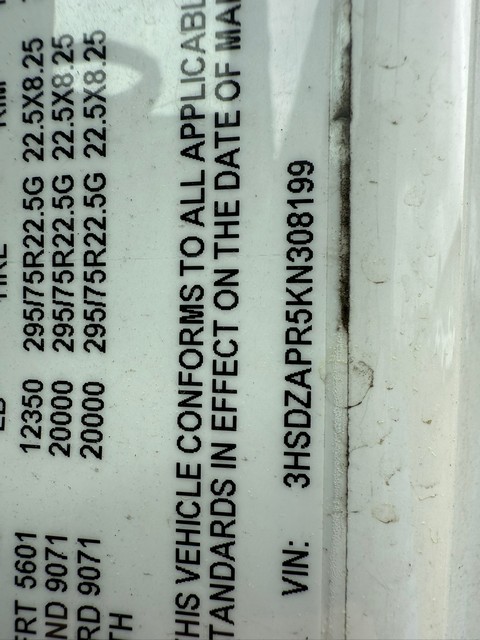 FRT 5601 12350 295/75R22.5G 22.5X8.25
ND 9071 20000 295/75R22.5G 22.5X8.25
RD 9071 20000 295/75R22.5G 22.5X8.25
TH
HIS VEHICLE CONFORMS TO ALL APPLICABL
TANDARDS IN EFFECT ON THE DATE OF MA
VIN: 3HSDZAPR5KN308199